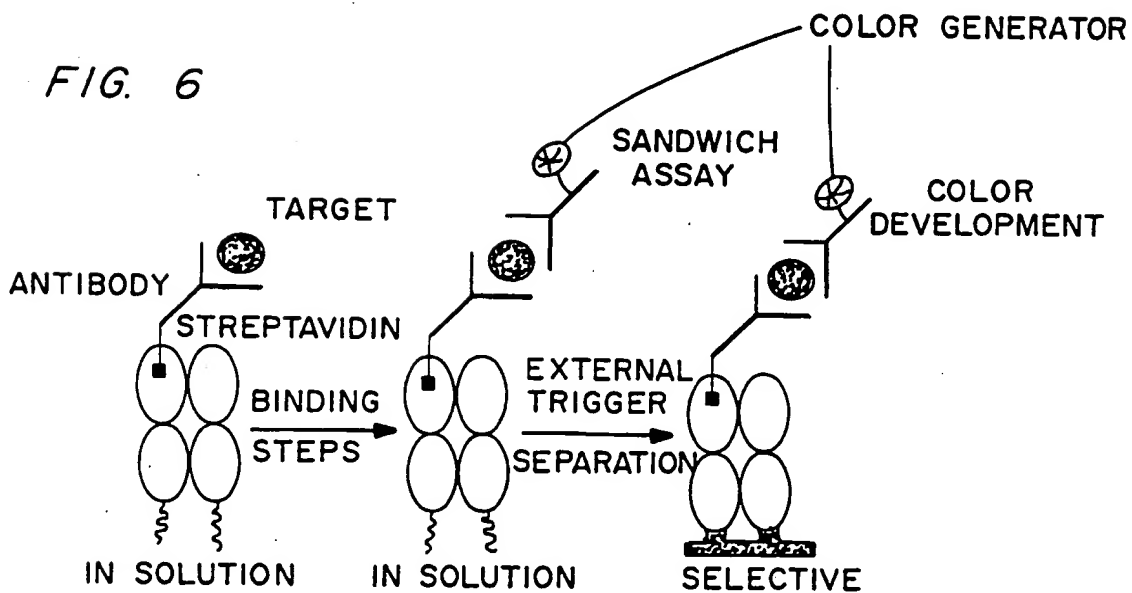 COLOR GENERATOR
FIG. 6
SANDWICH
ASSAY
TARGET
COLOR
DEVELOPMENT
ANTIBODY
STREPTAVIDIN
BINDING
STEPS
EXTERNAL
TRIGGER
SEPARATION
IN SOLUTION
IN SOLUTION
SELECTIVE